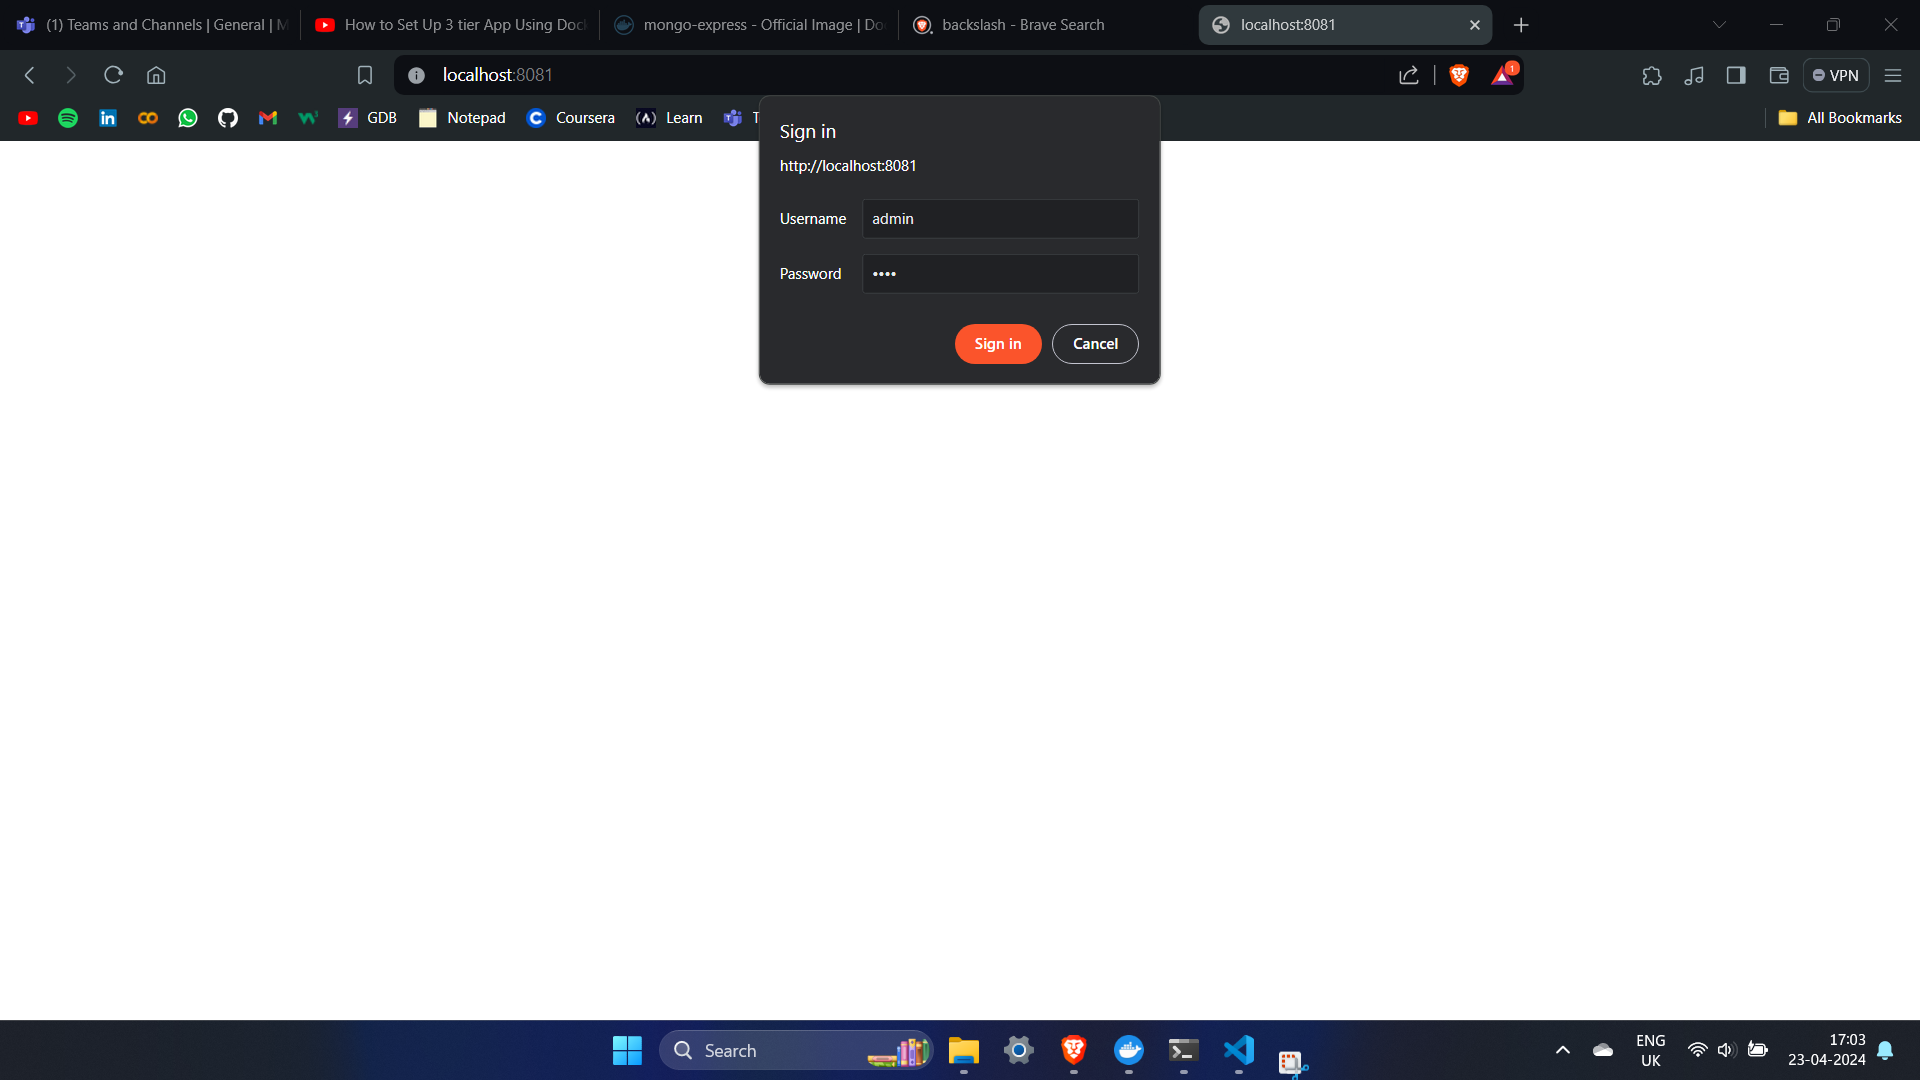 (1) Teams and Channels | General | M
How to Set Up 3 tier App Using Dock
mongo-express - Official Image | Do
backslash - Brave Search
localhost:8081
localhost:8081
1
VPN
GDB
Notepad
Coursera
Learn
T
All Bookmarks
Sign in
http://localhost:8081
Username
admin
Password
••••
Sign in
Cancel
Search
ENG
UK
17:03
23-04-2024